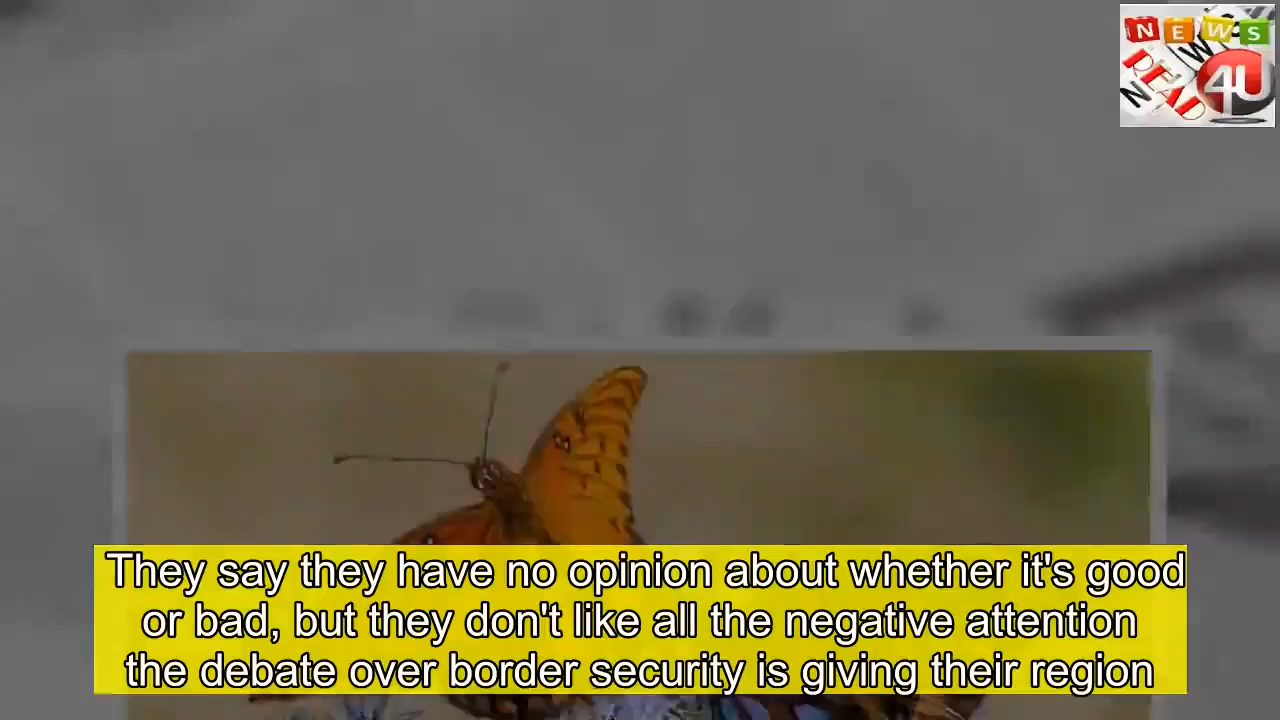 NEWS
READ
4U
They say they have no opinion about whether it's good
or bad, but they don't like all the negative attention
the debate over border security is giving their region